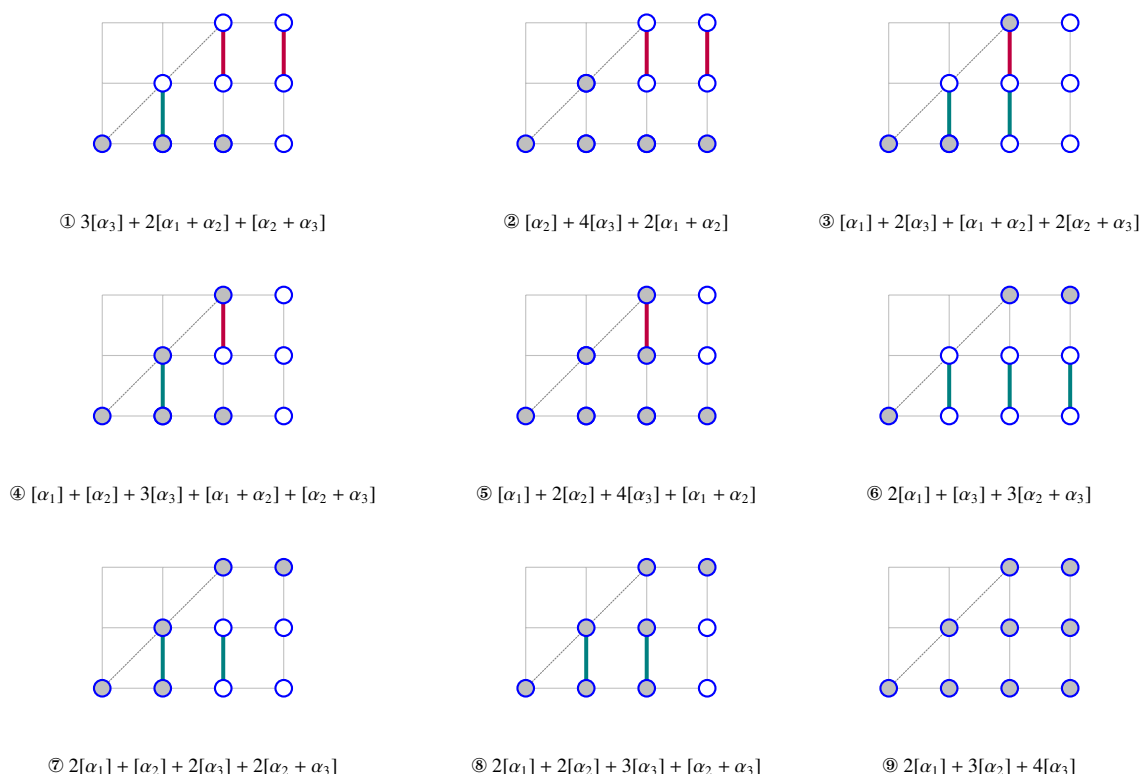 ① 3[α₃] + 2[α₁ + α₂] + [α₂ + α₃]
② [α₂] + 4[α₃] + 2[α₁ + α₂]
③ [α₁] + 2[α₃] + [α₁ + α₂] + 2[α₂ + α₃]
④ [α₁] + [α₂] + 3[α₃] + [α₁ + α₂] + [α₂ + α₃]
⑤ [α₁] + 2[α₂] + 4[α₃] + [α₁ + α₂]
⑥ 2[α₁] + [α₃] + 3[α₂ + α₃]
⑦ 2[α₁] + [α₂] + 2[α₃] + 2[α₂ + α₃]
⑧ 2[α₁] + 2[α₂] + 3[α₃] + [α₂ + α₃]
⑨ 2[α₁] + 3[α₂] + 4[α₃]